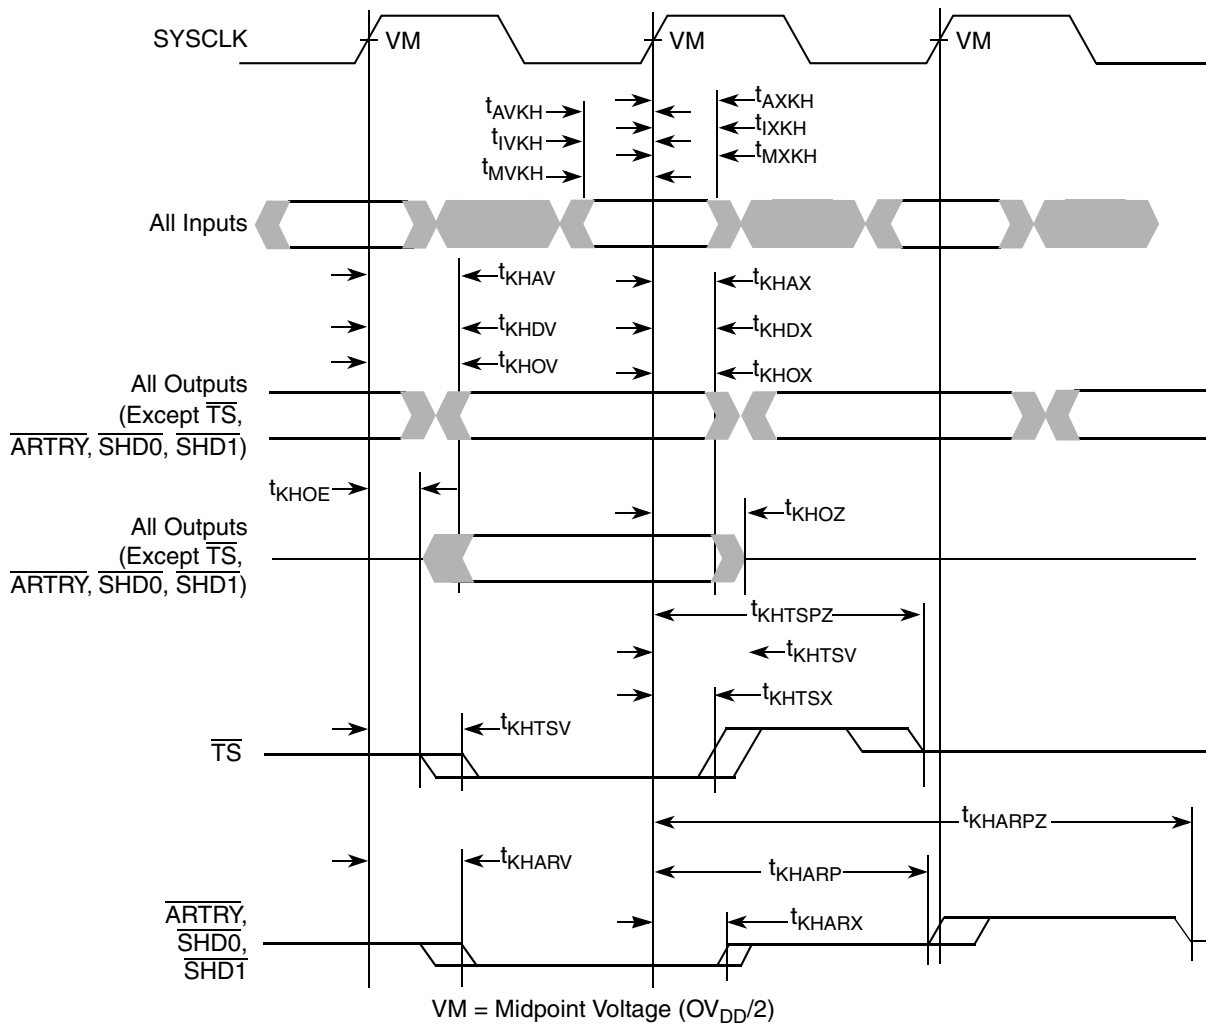 SYSCLK
VM
VM
VM
tAVKH
tAXKH
tIVKH
tIXKH
tMVKH
tMXKH
All Inputs
tKHAV
tKHAX
tKHDV
tKHDX
tKHOV
tKHOX
All Outputs
(Except TS,
ARTRY, SHD0, SHD1)
tKHOE
tKHOZ
All Outputs
(Except TS,
ARTRY, SHD0, SHD1)
tKHTSPZ
tKHTSV
tKHTSX
tKHTSV
TS
tKHARPZ
tKHARV
tKHARP
tKHARX
ARTRY,
SHD0,
SHD1
VM = Midpoint Voltage (OVDD/2)